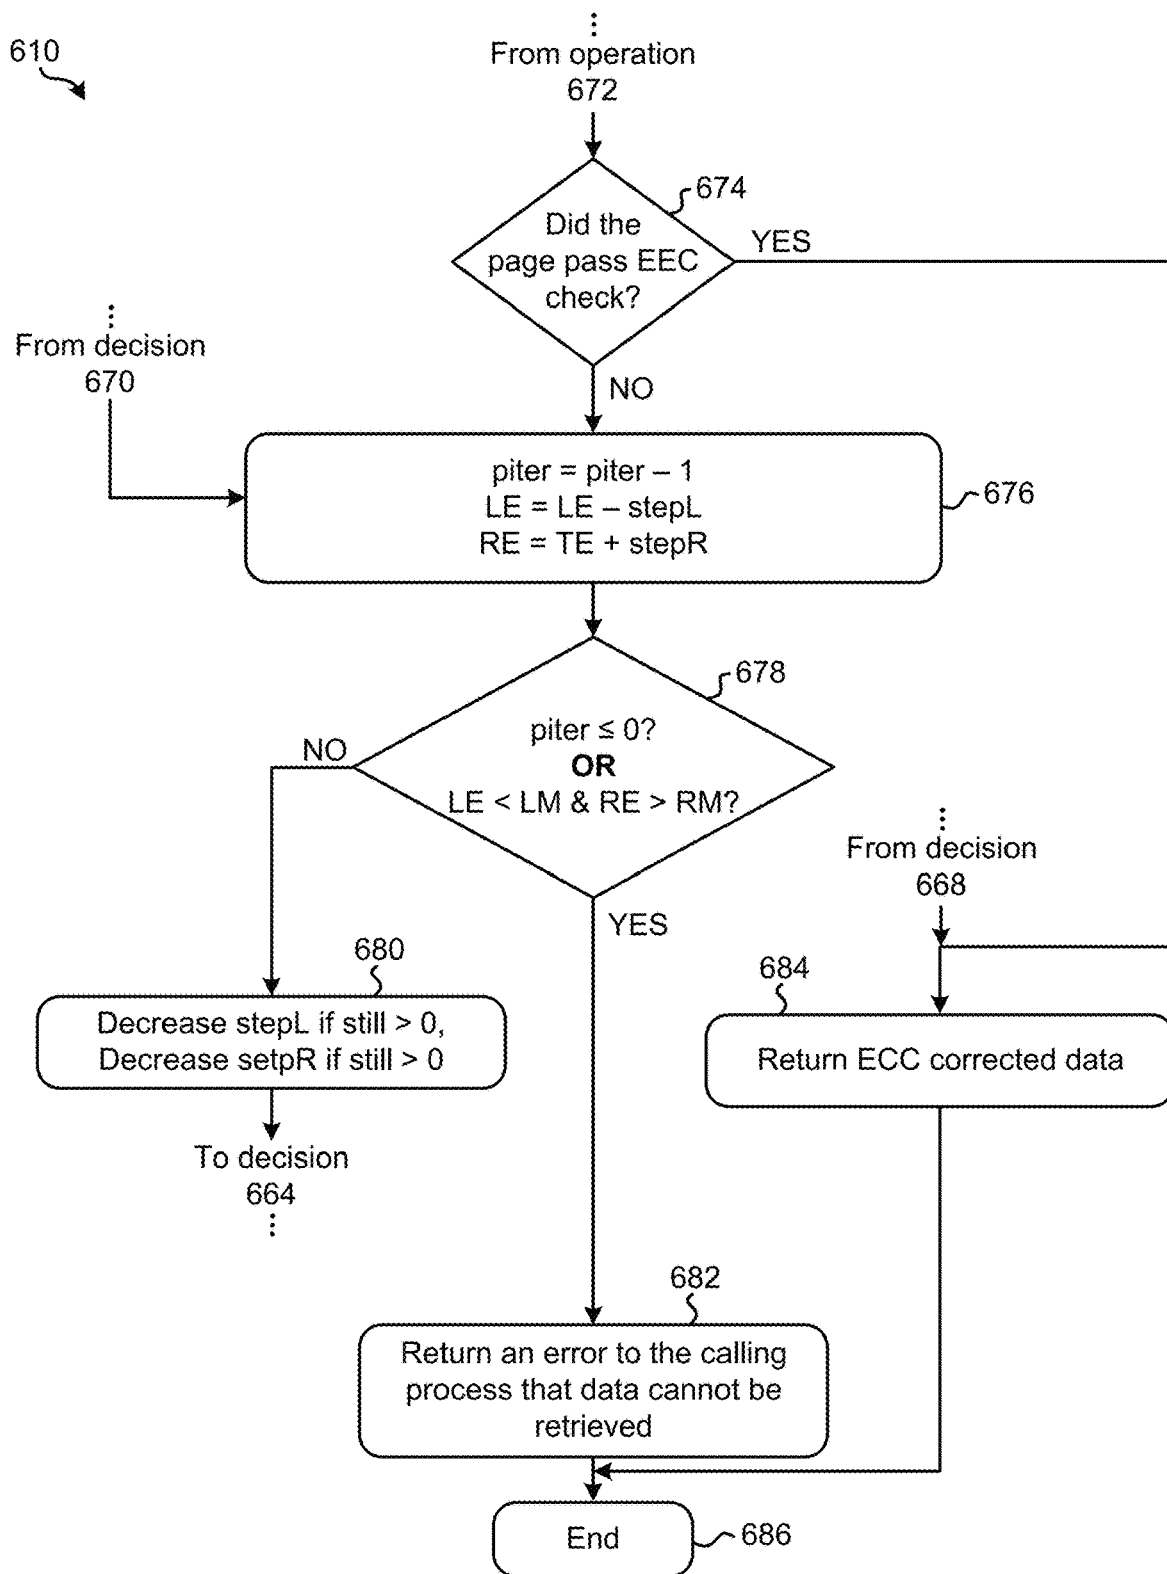 610
⋮
From operation
672
674
Did the
page pass EEC
check?
YES
NO
⋮
From decision
670
piter = piter – 1
LE = LE – stepL
RE = TE + stepR
676
678
piter ≤ 0?
OR
LE < LM & RE > RM?
NO
YES
680
Decrease stepL if still > 0,
Decrease setpR if still > 0
To decision
664
⋮
⋮
From decision
668
684
Return ECC corrected data
682
Return an error to the calling
process that data cannot be
retrieved
End
686